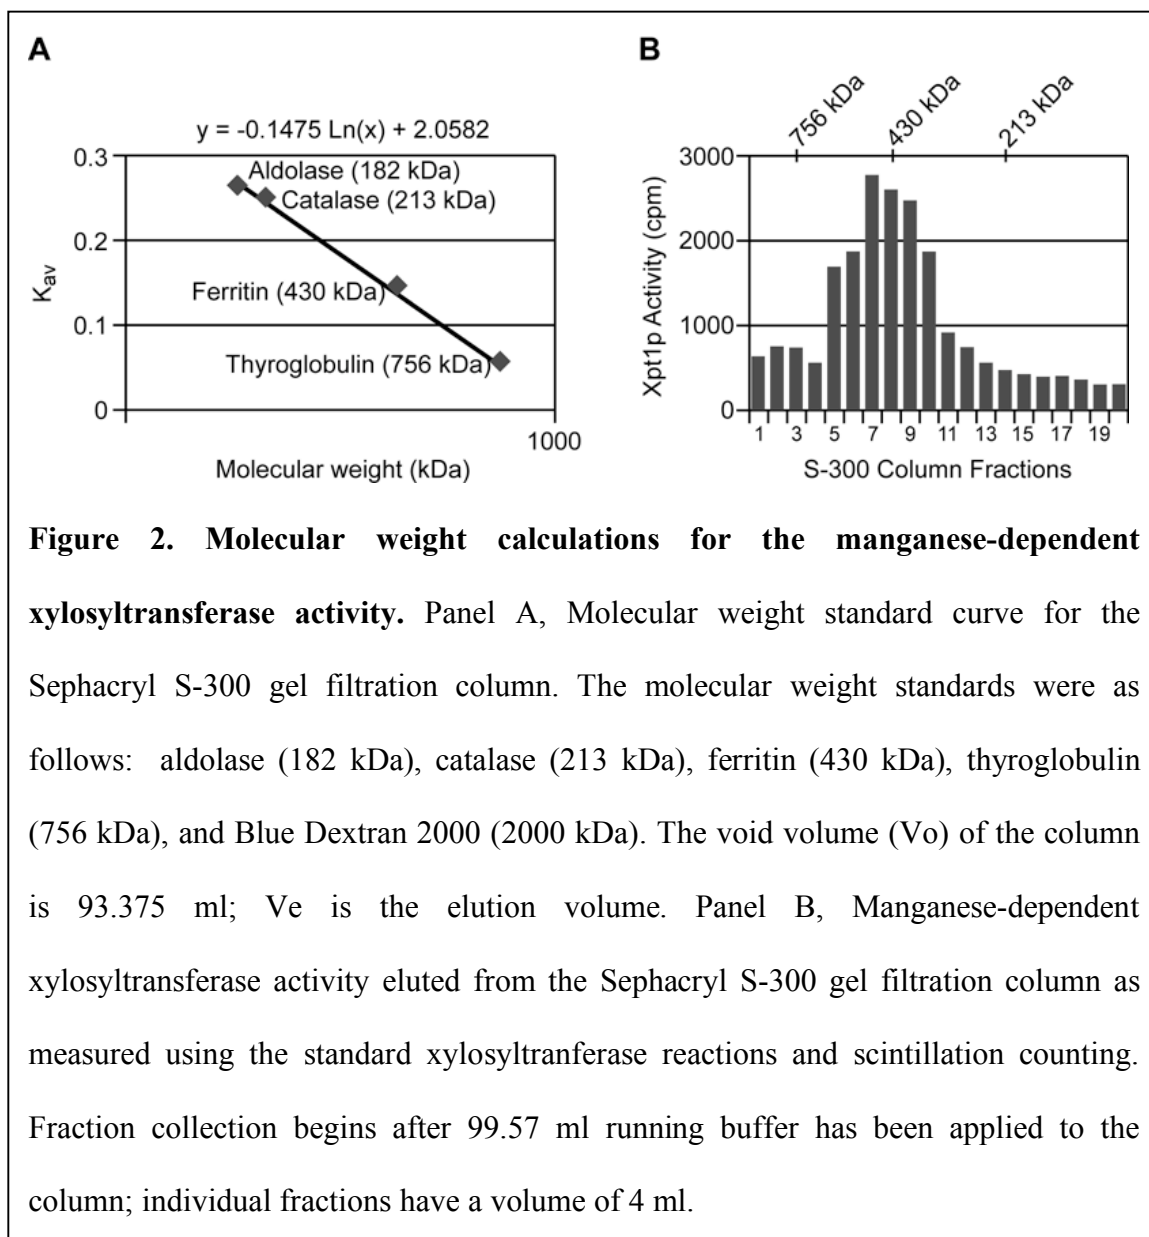 A
y = -0.1475 Ln(x) + 2.0582
0.3
0.2
0.1
0
Kav
Aldolase (182 kDa)
Catalase (213 kDa)
Ferritin (430 kDa)
Thyroglobulin (756 kDa)
1000
Molecular weight (kDa)
B
756 kDa
430 kDa
213 kDa
3000
2000
1000
0
Xpt1p Activity (cpm)
1 3 5 7 9 11 13 15 17 19
S-300 Column Fractions
Figure 2. Molecular weight calculations for the manganese-dependent
xylosyltransferase activity. Panel A, Molecular weight standard curve for the
Sephacryl S-300 gel filtration column. The molecular weight standards were as
follows: aldolase (182 kDa), catalase (213 kDa), ferritin (430 kDa), thyroglobulin
(756 kDa), and Blue Dextran 2000 (2000 kDa). The void volume (Vo) of the column
is 93.375 ml; Ve is the elution volume. Panel B, Manganese-dependent
xylosyltransferase activity eluted from the Sephacryl S-300 gel filtration column as
measured using the standard xylosyltranferase reactions and scintillation counting.
Fraction collection begins after 99.57 ml running buffer has been applied to the
column; individual fractions have a volume of 4 ml.